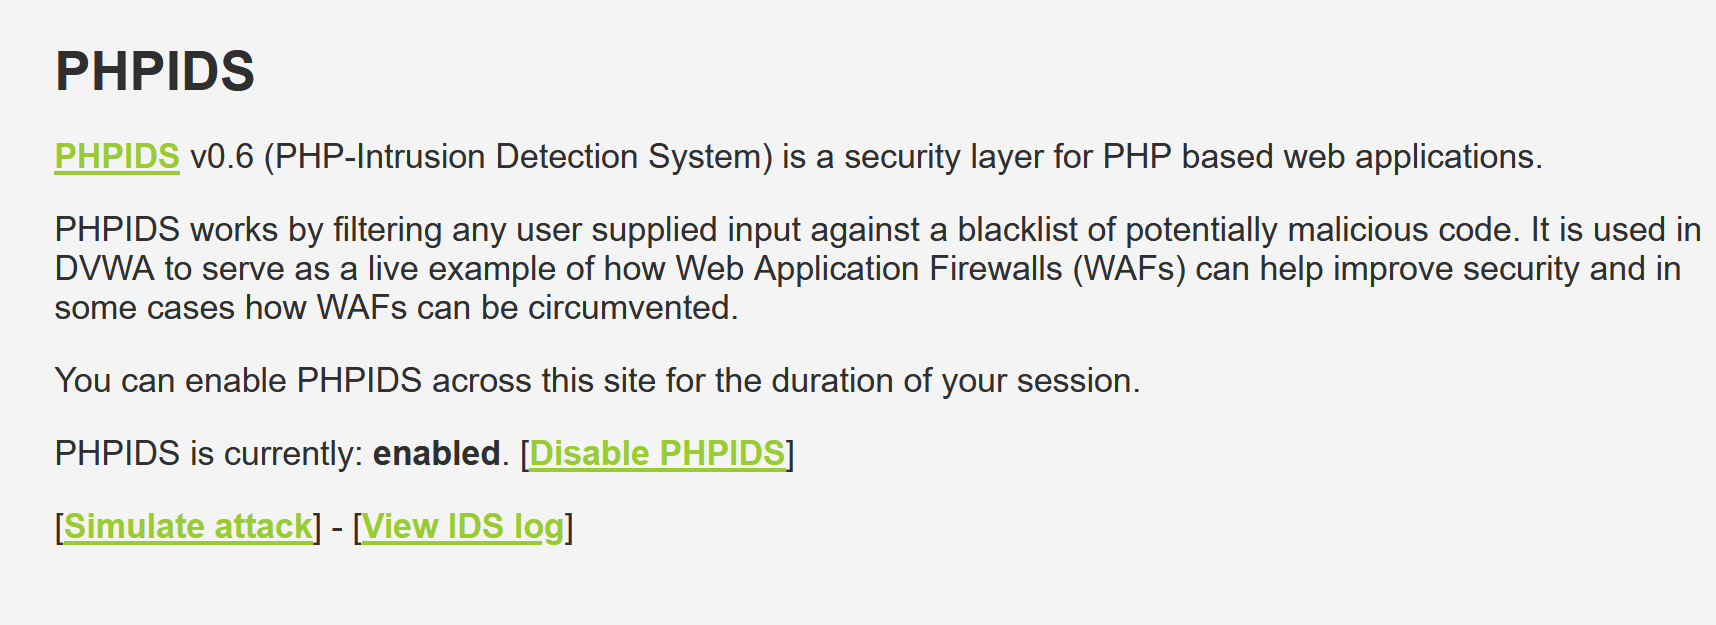 PHPIDS
PHPIDS v0.6 (PHP-Intrusion Detection System) is a security layer for PHP based web applications.
PHPIDS works by filtering any user supplied input against a blacklist of potentially malicious code. It is used in
DVWA to serve as a live example of how Web Application Firewalls (WAFs) can help improve security and in
some cases how WAFs can be circumvented.
You can enable PHPIDS across this site for the duration of your session.
PHPIDS is currently: enabled. [Disable PHPIDS]
[Simulate attack] - [View IDS log]